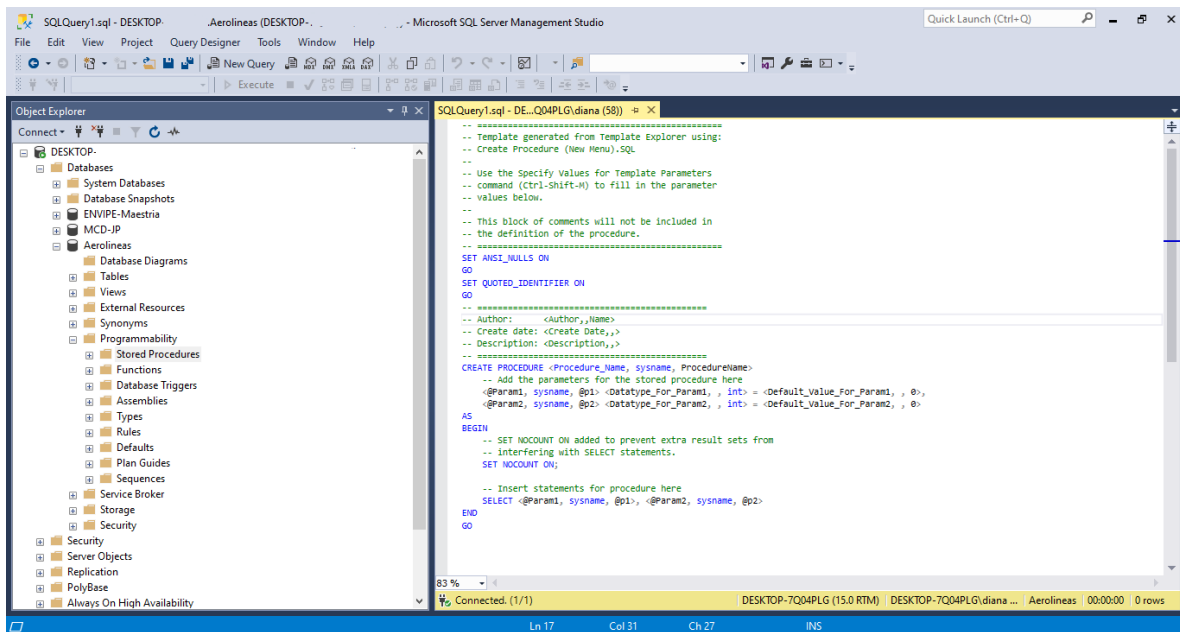 SQLQuery1.sql - DESKTOP- .Aerolineas (DESKTOP- - Microsoft SQL Server Management Studio
Quick Launch (Ctrl+Q)
File Edit View Project Query Designer Tools Window Help
New Query
Execute
Object Explorer
Connect
DESKTOP-
Databases
System Databases
Database Snapshots
ENVIPE-Maestria
MCD-JP
Aerolineas
Database Diagrams
Tables
Views
External Resources
Synonyms
Programmability
Stored Procedures
Functions
Database Triggers
Assemblies
Types
Rules
Defaults
Plan Guides
Sequences
Service Broker
Storage
Security
Security
Server Objects
Replication
PolyBase
Always On High Availability
SQLQuery1.sql - DE...Q04PLG\diana (58))
-- ================================================
-- Template generated from Template Explorer using:
-- Create Procedure (New Menu).SQL
--
-- Use the Specify Values for Template Parameters
-- command (Ctrl-Shift-M) to fill in the parameter
-- values below.
--
-- This block of comments will not be included in
-- the definition of the procedure.
-- ================================================
SET ANSI_NULLS ON
GO
SET QUOTED_IDENTIFIER ON
GO
-- =============================================
-- Author: <Author,,Name>
-- Create date: <Create Date,,>
-- Description: <Description,,>
-- =============================================
CREATE PROCEDURE <Procedure_Name, sysname, ProcedureName>
-- Add the parameters for the stored procedure here
<@Param1, sysname, @p1> <Datatype_For_Param1, , int> = <Default_Value_For_Param1, , 0>,
<@Param2, sysname, @p2> <Datatype_For_Param2, , int> = <Default_Value_For_Param2, , 0>
AS
BEGIN
-- SET NOCOUNT ON added to prevent extra result sets from
-- interfering with SELECT statements.
SET NOCOUNT ON;
-- Insert statements for procedure here
SELECT <@Param1, sysname, @p1>, <@Param2, sysname, @p2>
END
GO
83 %
Connected. (1/1)
DESKTOP-7Q04PLG (15.0 RTM) DESKTOP-7Q04PLG\diana ... Aerolineas 00:00:00 0 rows
Ln 17 Col 31 Ch 27 INS